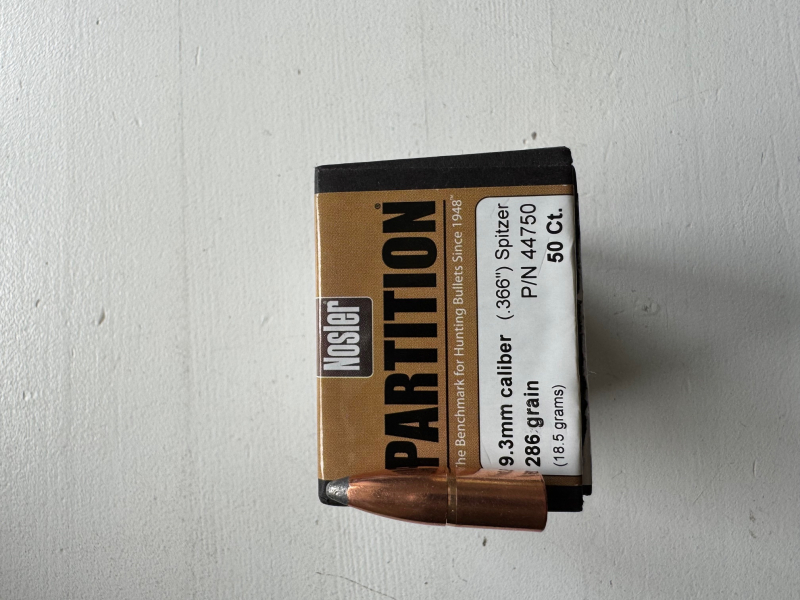 Nosler®
PARTITION®
The Benchmark for Hunting Bullets Since 1948™
9.3mm caliber (.366") Spitzer
286 grain P/N 44750
(18.5 grams) 50 Ct.